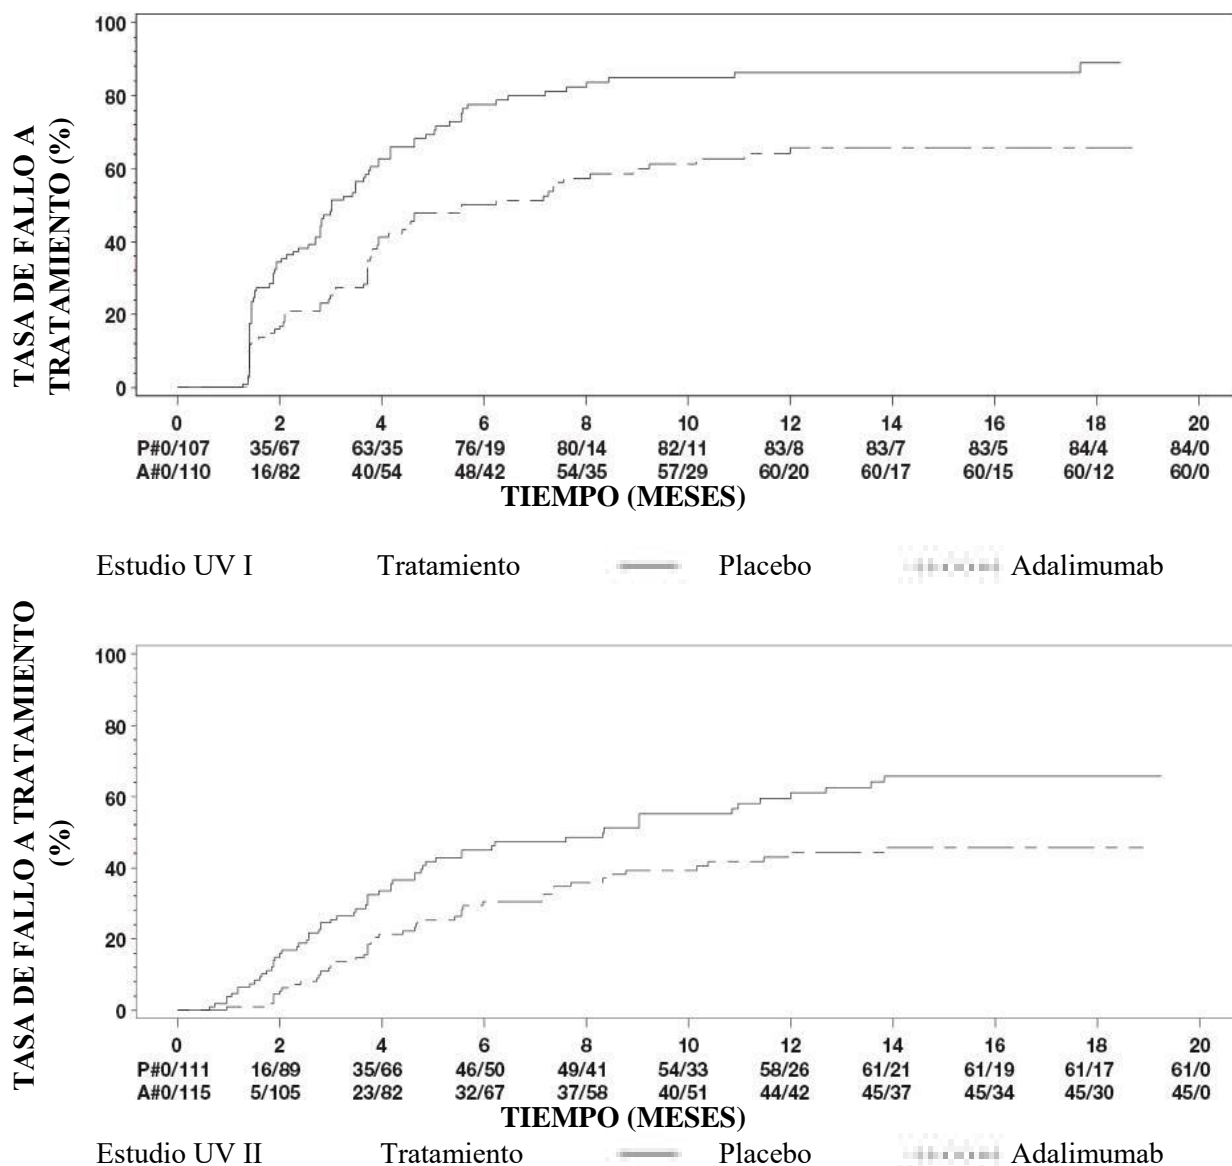 TASA DE FALLO A
TRATAMIENTO (%)
100
80
60
40
20
0
0 2 4 6 8 10 12 14 16 18 20
P#0/107 35/67 63/35 76/19 80/14 82/11 83/8 83/7 83/5 84/4 84/0
A#0/110 16/82 40/54 48/42 54/35 57/29 60/20 60/17 60/15 60/12 60/0
TIEMPO (MESES)
Estudio UV I Tratamiento Placebo Adalimumab
TASA DE FALLO A TRATAMIENTO
(%)
100
80
60
40
20
0
0 2 4 6 8 10 12 14 16 18 20
P#0/111 16/89 35/66 46/50 49/41 54/33 58/26 61/21 61/19 61/17 61/0
A#0/115 5/105 23/82 32/67 37/58 40/51 44/42 45/37 45/34 45/30 45/0
TIEMPO (MESES)
Estudio UV II Tratamiento Placebo Adalimumab